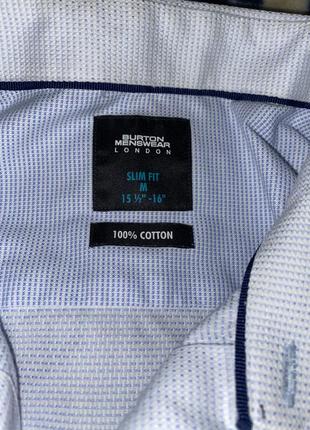 BURTON
MENSWEAR
LONDON
SLIM FIT
M
15 ½" -16"
100% COTTON